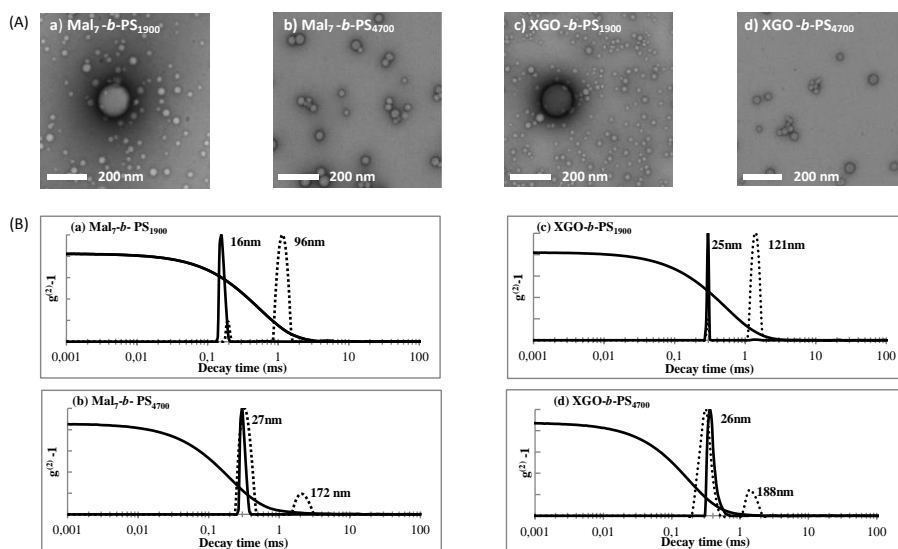 (A)
a) Mal₇-b-PS₁₉₀₀
200 nm
b) Mal₇-b-PS₄₇₀₀
200 nm
c) XGO-b-PS₁₉₀₀
200 nm
d) XGO-b-PS₄₇₀₀
200 nm
(B)
(a) Mal₇-b- PS₁₉₀₀
16nm
96nm
g⁽²⁾-1
0,001 0,01 0,1 1 10 100
Decay time (ms)
(c) XGO-b-PS₁₉₀₀
25nm
121nm
g⁽²⁾-1
0,001 0,01 0,1 1 10 100
Decay time (ms)
(b) Mal₇-b- PS₄₇₀₀
27nm
172 nm
g⁽²⁾-1
0,001 0,01 0,1 1 10 100
Decay time (ms)
(d) XGO-b-PS₄₇₀₀
26nm
188nm
g⁽²⁾-1
0,001 0,01 0,1 1 10 100
Decay time (ms)